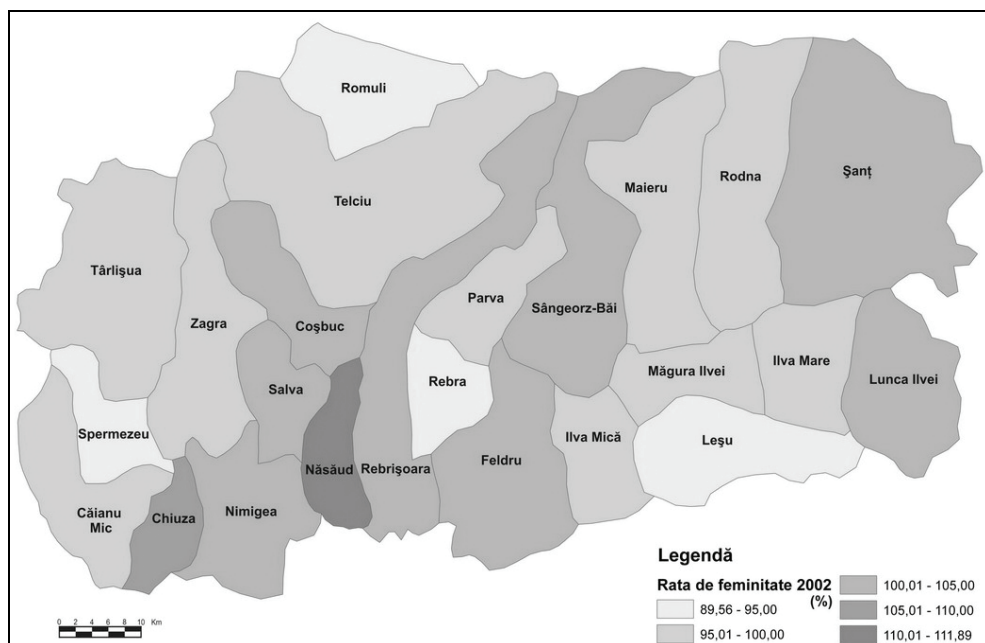 Romuli
Telciu
Maieru
Rodna
Şanţ
Târlişua
Zagra
Coşbuc
Parva
Sângeorz-Băi
Salva
Rebra
Măgura Ilvei
Ilva Mare
Lunca Ilvei
Spermezeu
Năsăud
Rebrişoara
Feldru
Ilva Mică
Leşu
Căianu
Mic
Chiuza
Nimigea
Legendă
Rata de feminitate 2002
(%)
89,56 - 95,00
95,01 - 100,00
100,01 - 105,00
105,01 - 110,00
110,01 - 111,89
Km
0 2 4 6 8 10